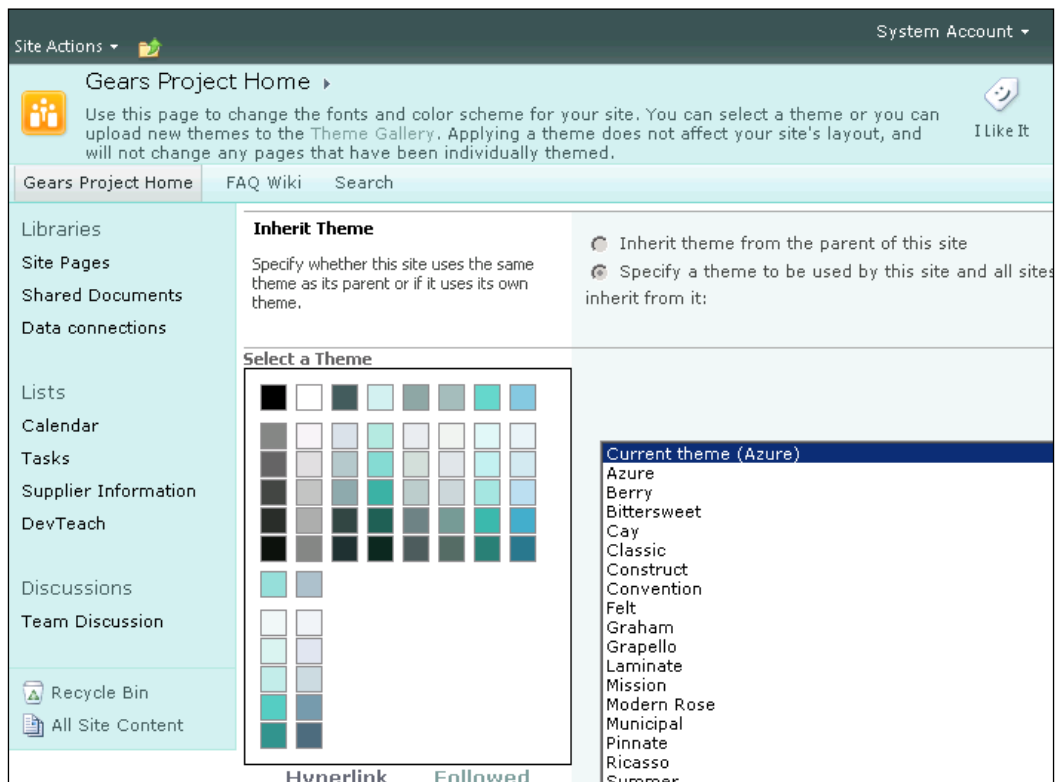 System Account
Site Actions
Gears Project Home
Use this page to change the fonts and color scheme for your site. You can select a theme or you can
upload new themes to the Theme Gallery. Applying a theme does not affect your site's layout, and
will not change any pages that have been individually themed.
I Like It
Gears Project Home FAQ Wiki Search
Libraries
Site Pages
Shared Documents
Data connections
Lists
Calendar
Tasks
Supplier Information
DevTeach
Discussions
Team Discussion
Recycle Bin
All Site Content
Inherit Theme
Specify whether this site uses the same
theme as its parent or if it uses its own
theme.
Inherit theme from the parent of this site
Specify a theme to be used by this site and all sites
inherit from it:
Select a Theme
Hyperlink Followed
Current theme (Azure)
Azure
Berry
Bittersweet
Cay
Classic
Construct
Convention
Felt
Graham
Grapello
Laminate
Mission
Modern Rose
Municipal
Pinnate
Ricasso
Summer